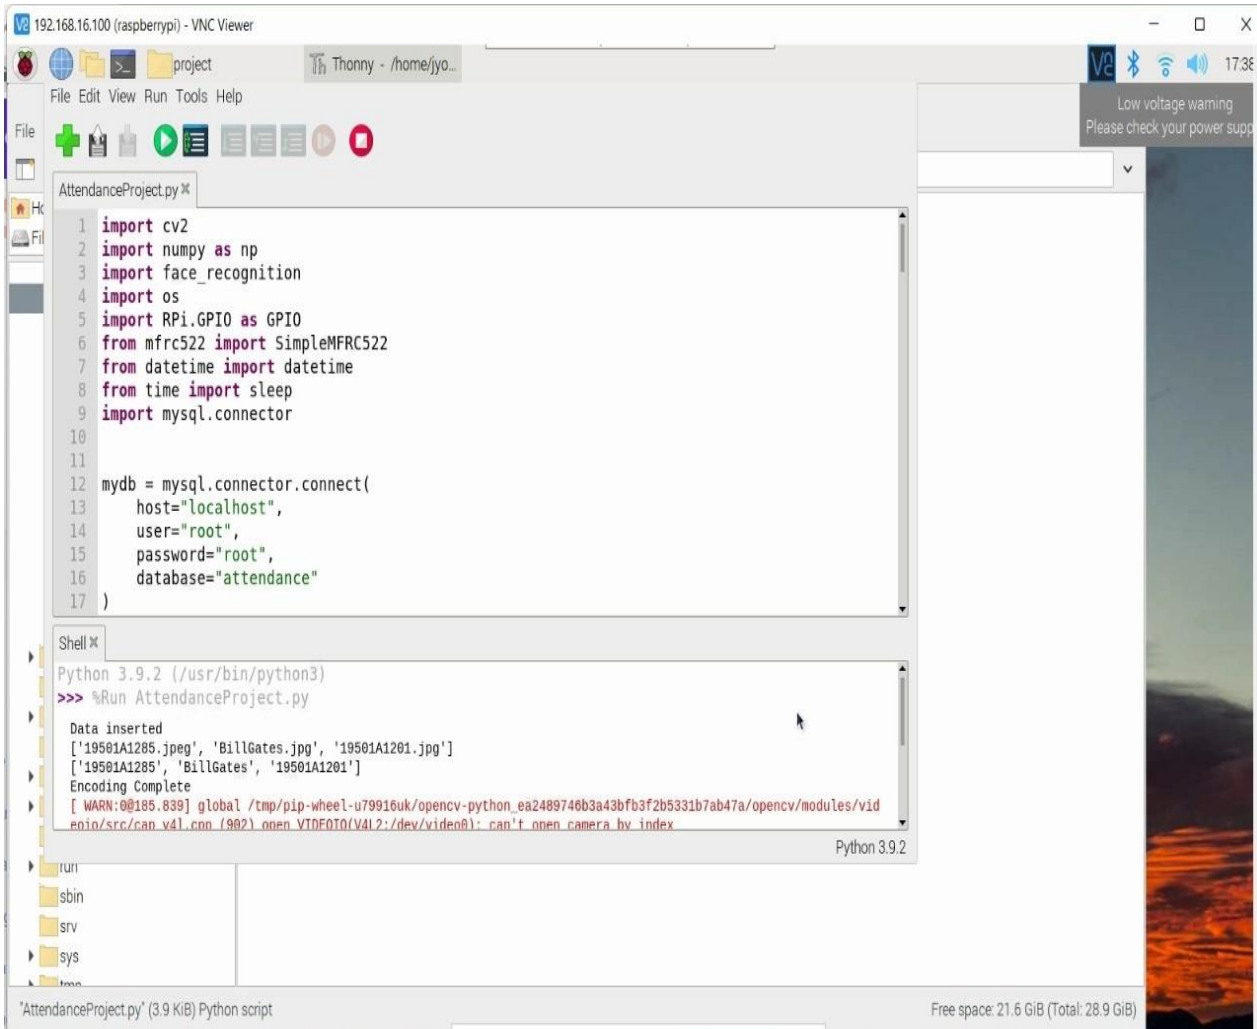 192.168.16.100 (raspberrypi) - VNC Viewer
project
Thonny - /home/jyo...
17:38
Low voltage warning
Please check your power supp
File Edit View Run Tools Help
File
AttendanceProject.py
Ho
Fil
1 import cv2
2 import numpy as np
3 import face_recognition
4 import os
5 import RPi.GPIO as GPIO
6 from mfrc522 import SimpleMFRC522
7 from datetime import datetime
8 from time import sleep
9 import mysql.connector
10
11
12 mydb = mysql.connector.connect(
13 host="localhost",
14 user="root",
15 password="root",
16 database="attendance"
17 )
Shell
Python 3.9.2 (/usr/bin/python3)
>>> %Run AttendanceProject.py
Data inserted
['19501A1285.jpeg', 'BillGates.jpg', '19501A1201.jpg']
['19501A1285', 'BillGates', '19501A1201']
Encoding Complete
[ WARN:0@185.839] global /tmp/pip-wheel-u79916uk/opencv-python_ea2489746b3a43bfb3f2b5331b7ab47a/opencv/modules/vid
eoio/src/cap_v4l.cpp (902) open VIDEOIO(V4L2:/dev/video0): can't open camera by index
Python 3.9.2
run
sbin
srv
sys
tmp
"AttendanceProject.py" (3.9 KiB) Python script
Free space: 21.6 GiB (Total: 28.9 GiB)